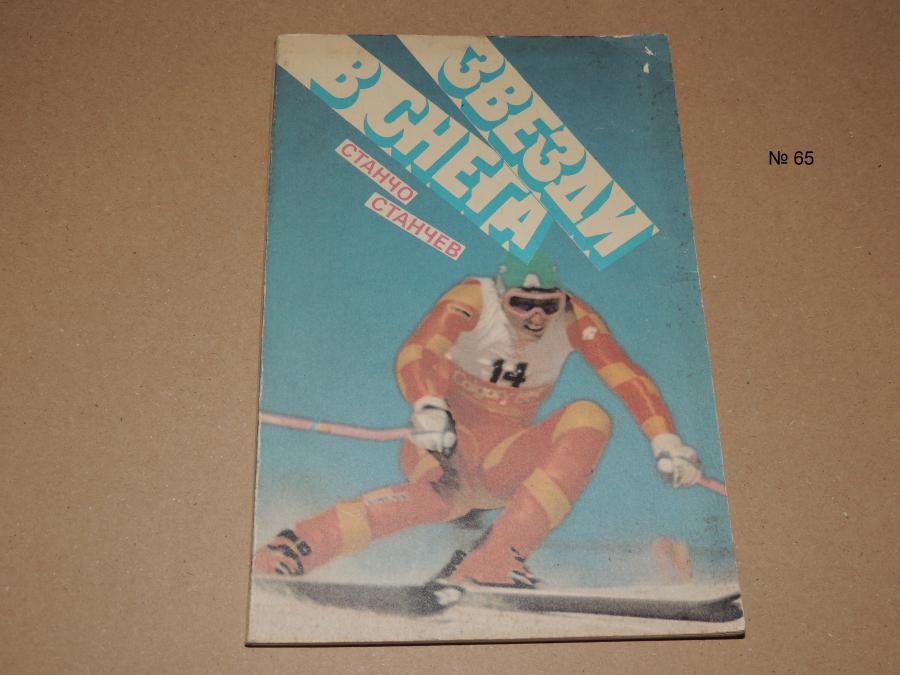 ЗВЕЗДИ
В СНЕГА
СТАНЧО
СТАНЧЕВ
14
№ 65